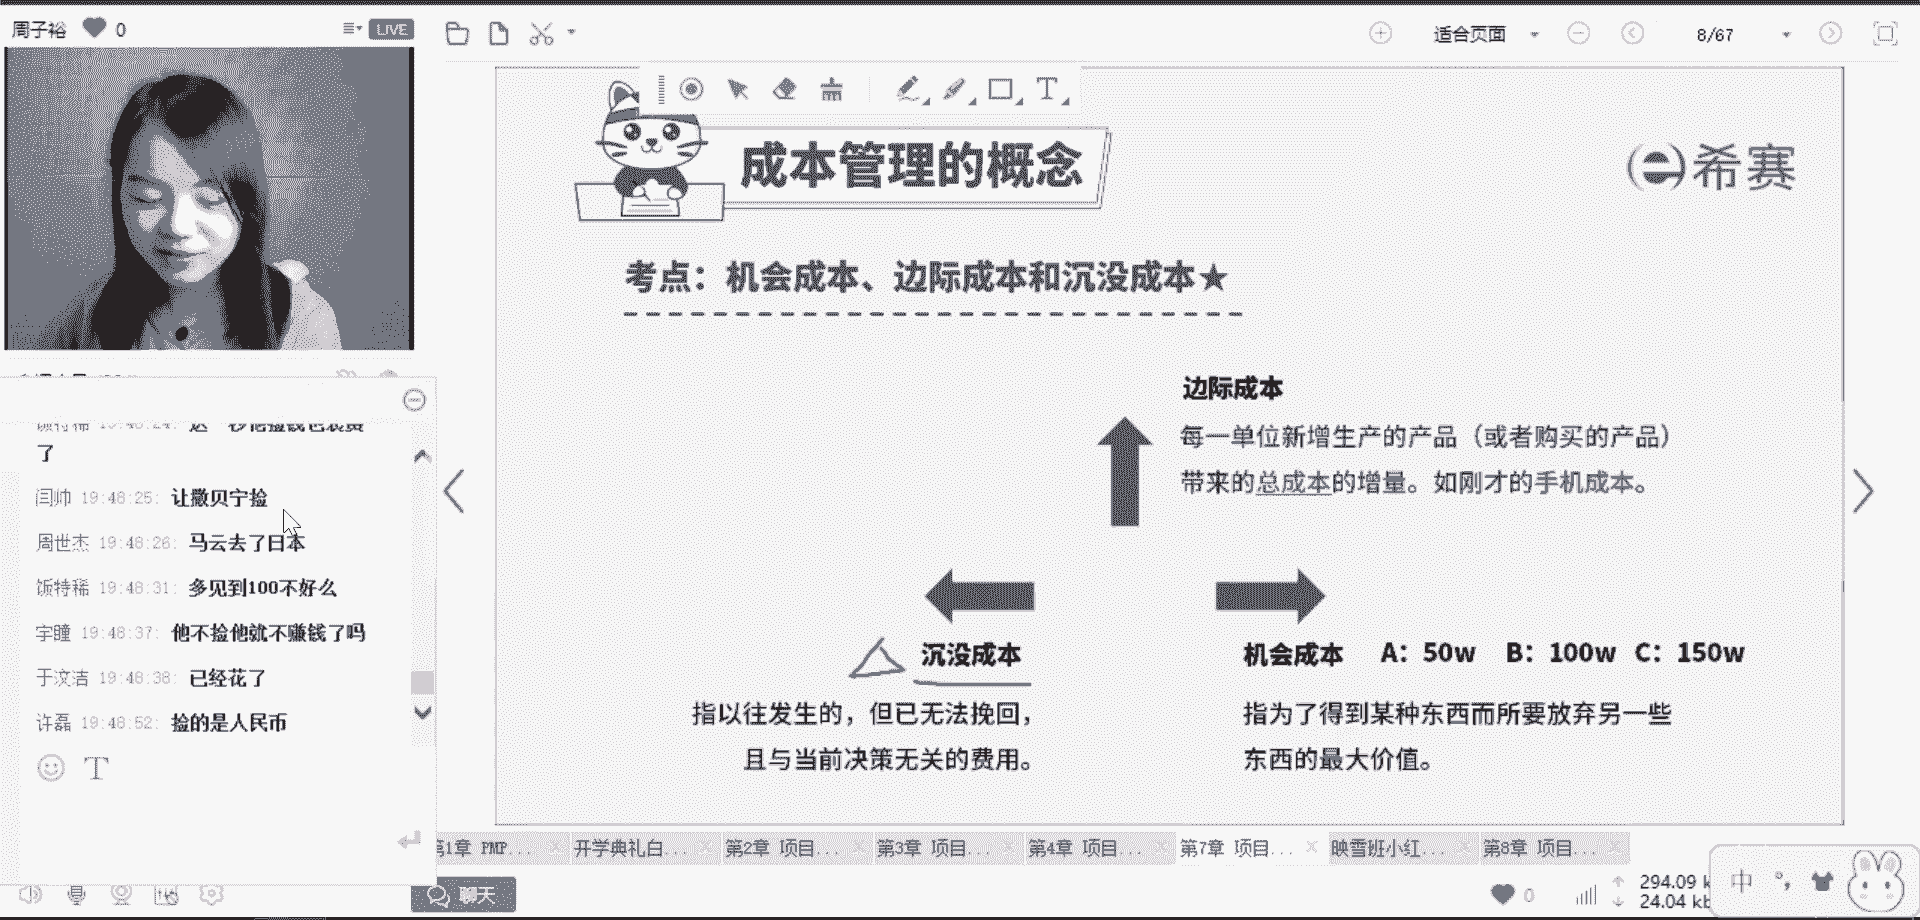 周子裕 0 LIVE
适合页面 8/67
成本管理的概念
希赛
考点：机会成本、边际成本和沉没成本★
边际成本
每一单位新增生产的产品（或者购买的产品）
带来的总成本的增量。如刚才的手机成本。
沉没成本
指以往发生的，但已无法挽回，
且与当前决策无关的费用。
机会成本 A：50w B：100w C：150w
指为了得到某种东西而所要放弃另一些
东西的最大价值。
了
闫帅 19:48:25: 让撒贝宁捡
周世杰 19:48:26: 马云去了日本
饭特稀 19:48:31: 多见到100不好么
宇瞳 19:48:37: 他不捡他就不赚钱了吗
于汶洁 19:48:38: 已经花了
许磊 19:48:52: 捡的是人民币
T
第1章 PMP... 开学典礼白... 第2章 项目... 第3章 项目... 第4章 项目... 第7章 项目... 映雪班小红... 第8章 项目...
聊天
0
294.09 k
24.04 kb
中